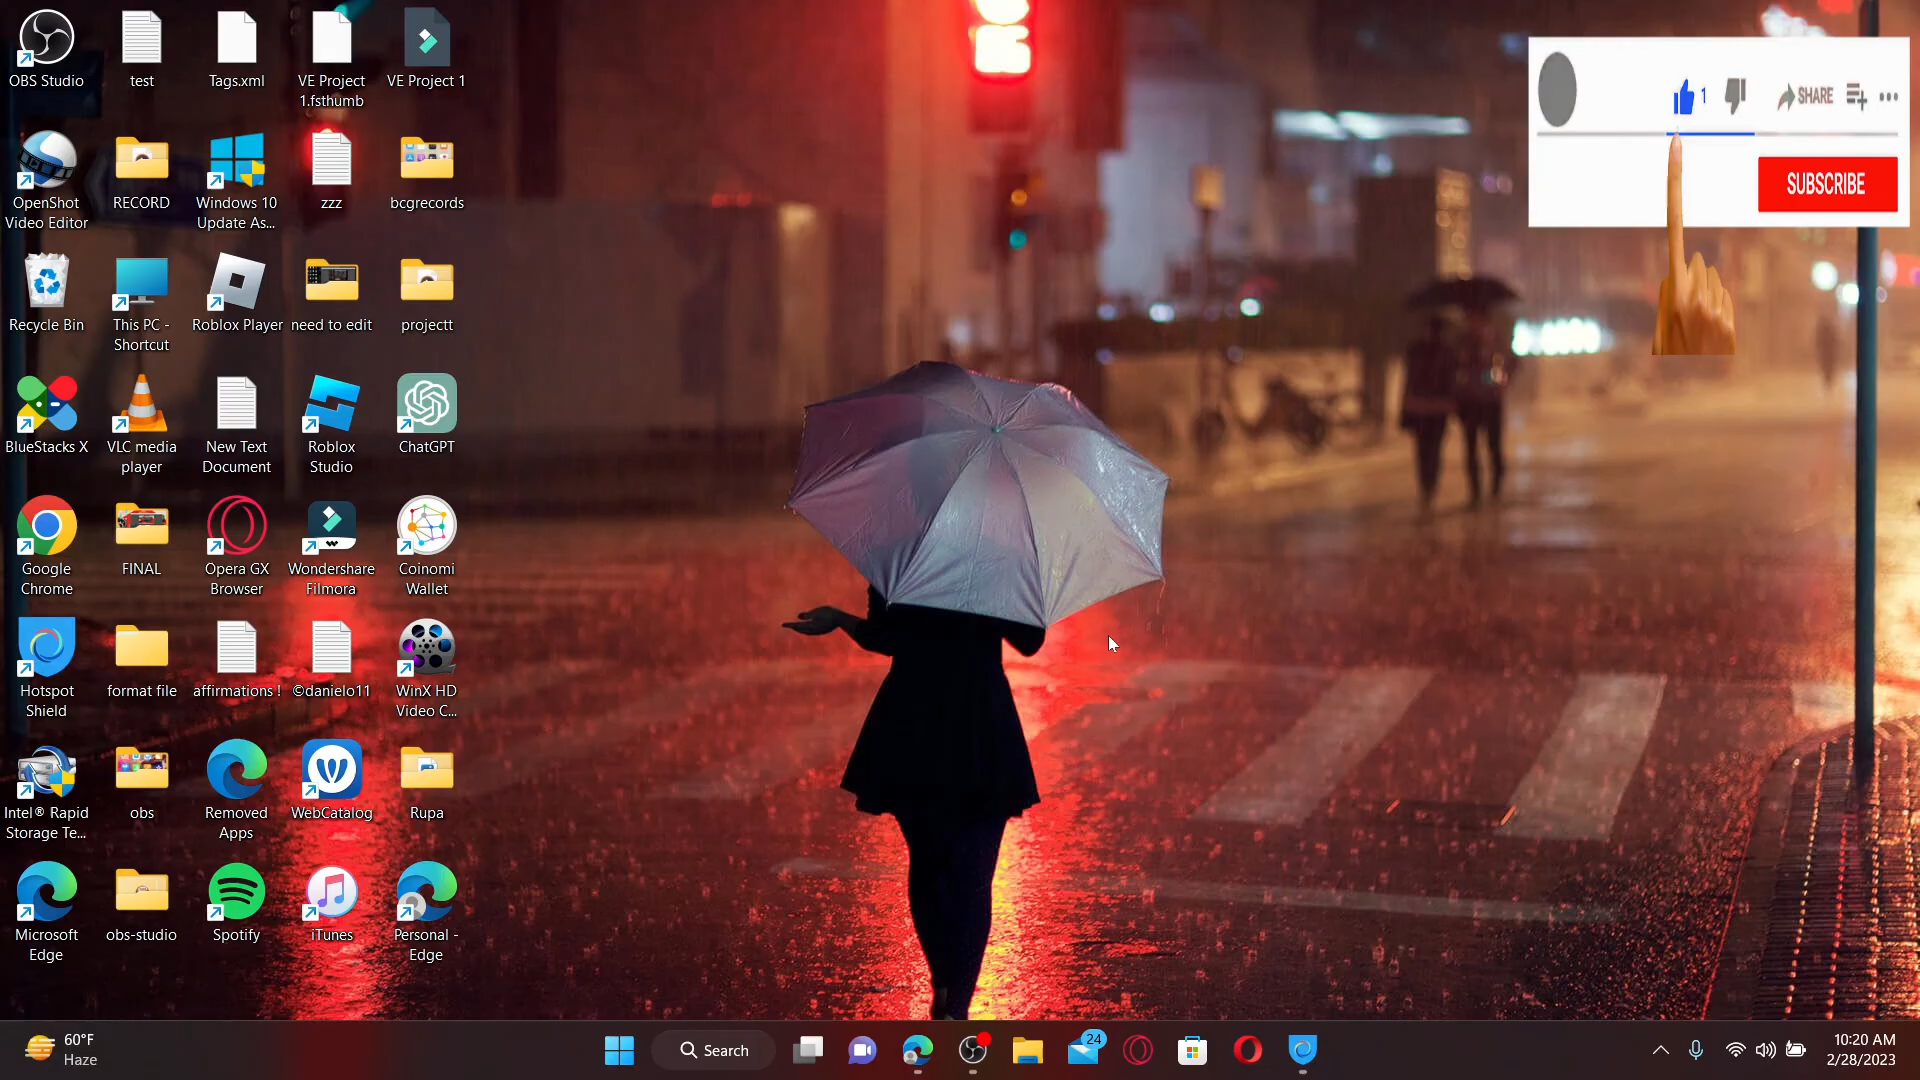 OBS Studio
test
Tags.xml
VE Project
1.fsthumb
VE Project 1
OpenShot
Video Editor
RECORD
Windows 10
Update As...
zzz
bcgrecords
Recycle Bin
This PC -
Shortcut
Roblox Player
need to edit
projectt
BlueStacks X
VLC media
player
New Text
Document
Roblox
Studio
ChatGPT
Google
Chrome
FINAL
Opera GX
Browser
Wondershare
Filmora
Coinomi
Wallet
Hotspot
Shield
format file
affirmations !
©danielo11
WinX HD
Video C...
Intel® Rapid
Storage Te...
obs
Removed
Apps
WebCatalog
Rupa
Microsoft
Edge
obs-studio
Spotify
iTunes
Personal -
Edge
1
SHARE
SUBSCRIBE
60°F
Haze
Search
24
10:20 AM
2/28/2023